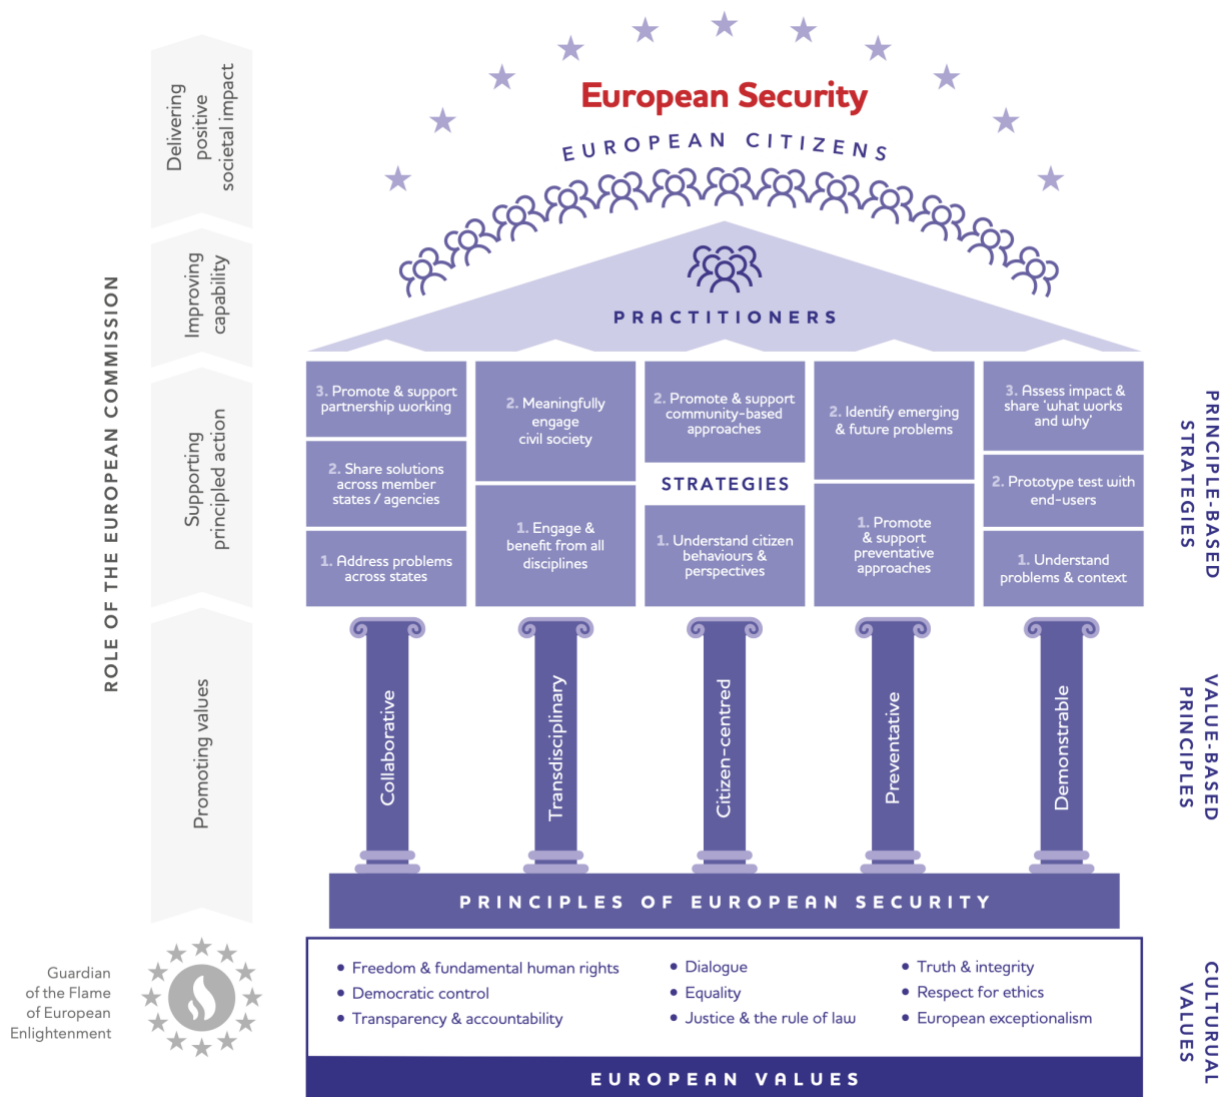 European Security
EUROPEAN CITIZENS
PRACTITIONERS
ROLE OF THE EUROPEAN COMMISSION
Delivering
positive
societal impact
Improving
capability
Supporting
principled action
Promoting values
Guardian
of the Flame
of European
Enlightenment
3. Promote & support
partnership working
2. Share solutions
across member
states / agencies
1. Address problems
across states
2. Meaningfully
engage
civil society
1. Engage &
benefit from all
disciplines
2. Promote & support
community-based
approaches
STRATEGIES
1. Understand citizen
behaviours &
perspectives
2. Identify emerging
& future problems
1. Promote
& support
preventative
approaches
3. Assess impact &
share ‘what works
and why’
2. Prototype test with
end-users
1. Understand
problems & context
PRINCIPLE-BASED
STRATEGIES
Collaborative
Transdisciplinary
Citizen-centred
Preventative
Demonstrable
VALUE-BASED
PRINCIPLES
PRINCIPLES OF EUROPEAN SECURITY
• Freedom & fundamental human rights
• Democratic control
• Transparency & accountability
• Dialogue
• Equality
• Justice & the rule of law
• Truth & integrity
• Respect for ethics
• European exceptionalism
CULTURUAL
VALUES
EUROPEAN VALUES